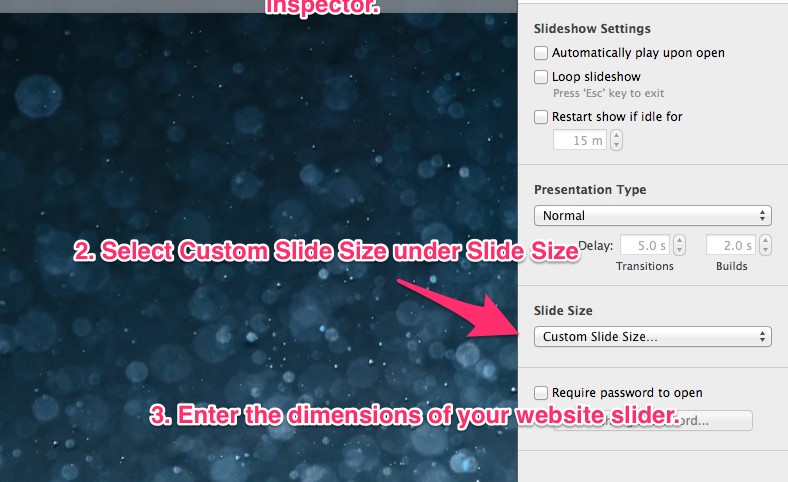 Inspector.
Slideshow Settings
Automatically play upon open
Loop slideshow
Press 'Esc' key to exit
Restart show if idle for
15 m
Presentation Type
Normal
2. Select Custom Slide Size under Slide Size
Delay: 5.0 s 2.0 s
Transitions Builds
Slide Size
Custom Slide Size...
Require password to open
3. Enter the dimensions of your website slider.